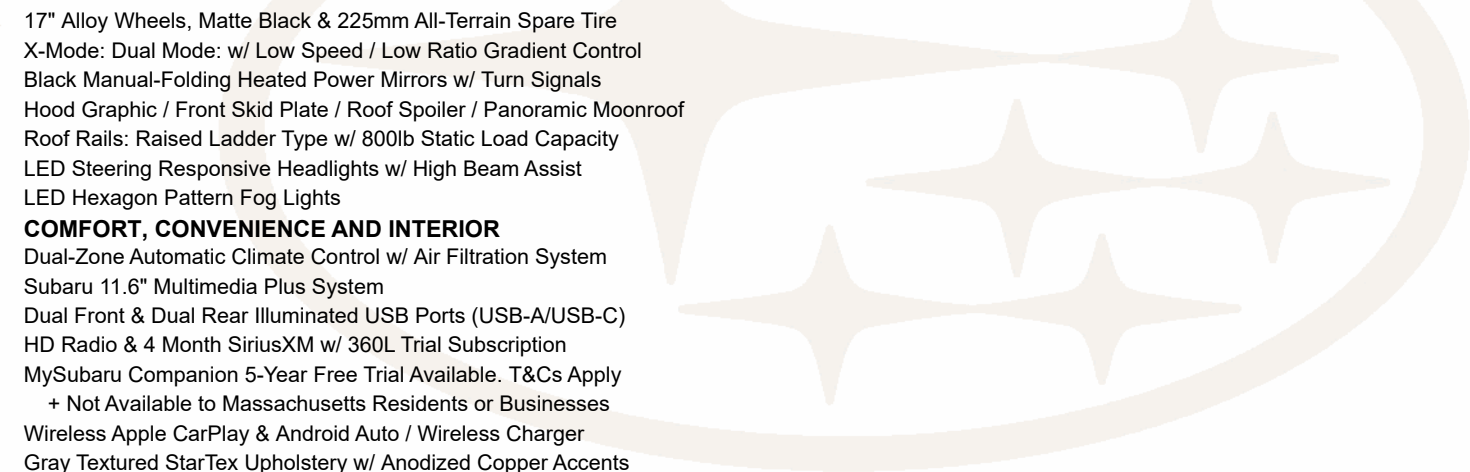 17" Alloy Wheels, Matte Black & 225mm All-Terrain Spare Tire
X-Mode: Dual Mode: w/ Low Speed / Low Ratio Gradient Control
Black Manual-Folding Heated Power Mirrors w/ Turn Signals
Hood Graphic / Front Skid Plate / Roof Spoiler / Panoramic Moonroof
Roof Rails: Raised Ladder Type w/ 800lb Static Load Capacity
LED Steering Responsive Headlights w/ High Beam Assist
LED Hexagon Pattern Fog Lights
COMFORT, CONVENIENCE AND INTERIOR
Dual-Zone Automatic Climate Control w/ Air Filtration System
Subaru 11.6" Multimedia Plus System
Dual Front & Dual Rear Illuminated USB Ports (USB-A/USB-C)
HD Radio & 4 Month SiriusXM w/ 360L Trial Subscription
MySubaru Companion 5-Year Free Trial Available. T&Cs Apply
+ Not Available to Massachusetts Residents or Businesses
Wireless Apple CarPlay & Android Auto / Wireless Charger
Gray Textured StarTex Upholstery w/ Anodized Copper Accents